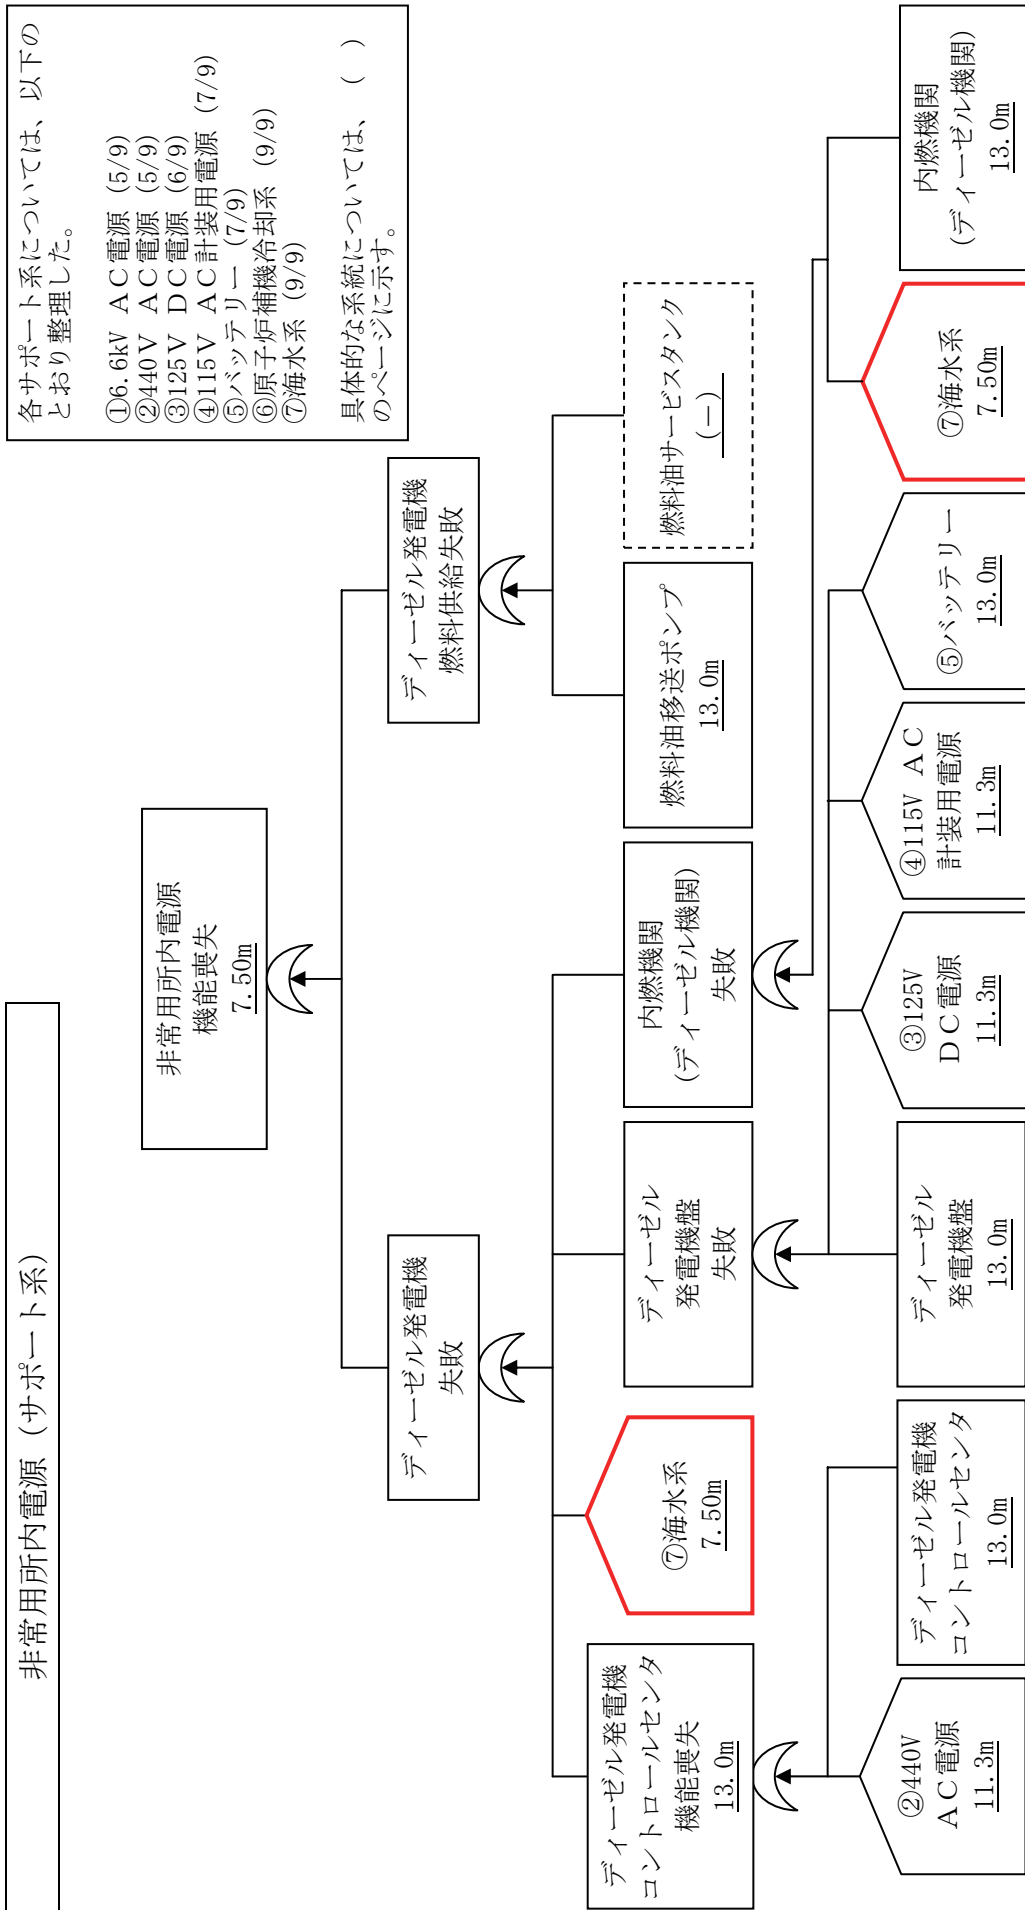 非常用所内電源（サポート系）
各サポート系については、以下の
とおり整理した。
①6.6kV AC電源 (5/9)
②440V AC電源 (5/9)
③125V DC電源 (6/9)
④115V AC計装用電源 (7/9)
⑤バッテリー (7/9)
⑥原子炉補機冷却系 (9/9)
⑦海水系 (9/9)
具体的な系統については、（ ）
のページに示す。
非常用所内電源
機能喪失
7.50m
ディーゼル発電機
失敗
ディーゼル発電機
燃料供給失敗
ディーゼル発電機
コントロールセンタ
機能喪失
13.0m
⑦海水系
7.50m
ディーゼル
発電機盤
失敗
内燃機関
(ディーゼル機関)
失敗
燃料油移送ポンプ
13.0m
燃料油サービスタンク
(－)
②440V
AC電源
11.3m
ディーゼル発電機
コントロールセンタ
13.0m
ディーゼル
発電機盤
13.0m
③125V
DC電源
11.3m
④115V AC
計装用電源
11.3m
⑤バッテリー
13.0m
⑦海水系
7.50m
内燃機関
(ディーゼル機関)
13.0m